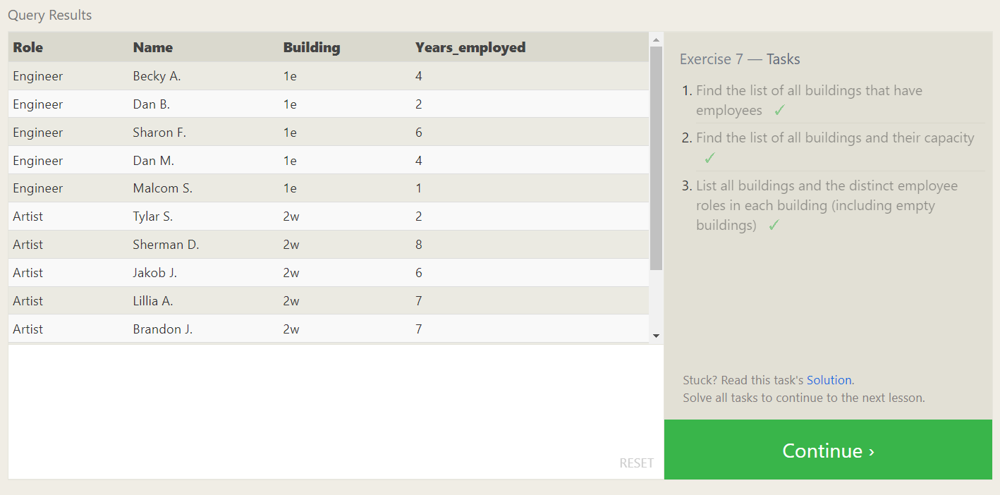 Query Results
Role Name Building Years_employed
Engineer Becky A. 1e 4
Engineer Dan B. 1e 2
Engineer Sharon F. 1e 6
Engineer Dan M. 1e 4
Engineer Malcom S. 1e 1
Artist Tylar S. 2w 2
Artist Sherman D. 2w 8
Artist Jakob J. 2w 6
Artist Lillia A. 2w 7
Artist Brandon J. 2w 7
RESET
Exercise 7 — Tasks
1. Find the list of all buildings that have
employees ✓
2. Find the list of all buildings and their capacity
✓
3. List all buildings and the distinct employee
roles in each building (including empty
buildings) ✓
Stuck? Read this task's Solution.
Solve all tasks to continue to the next lesson.
Continue ›